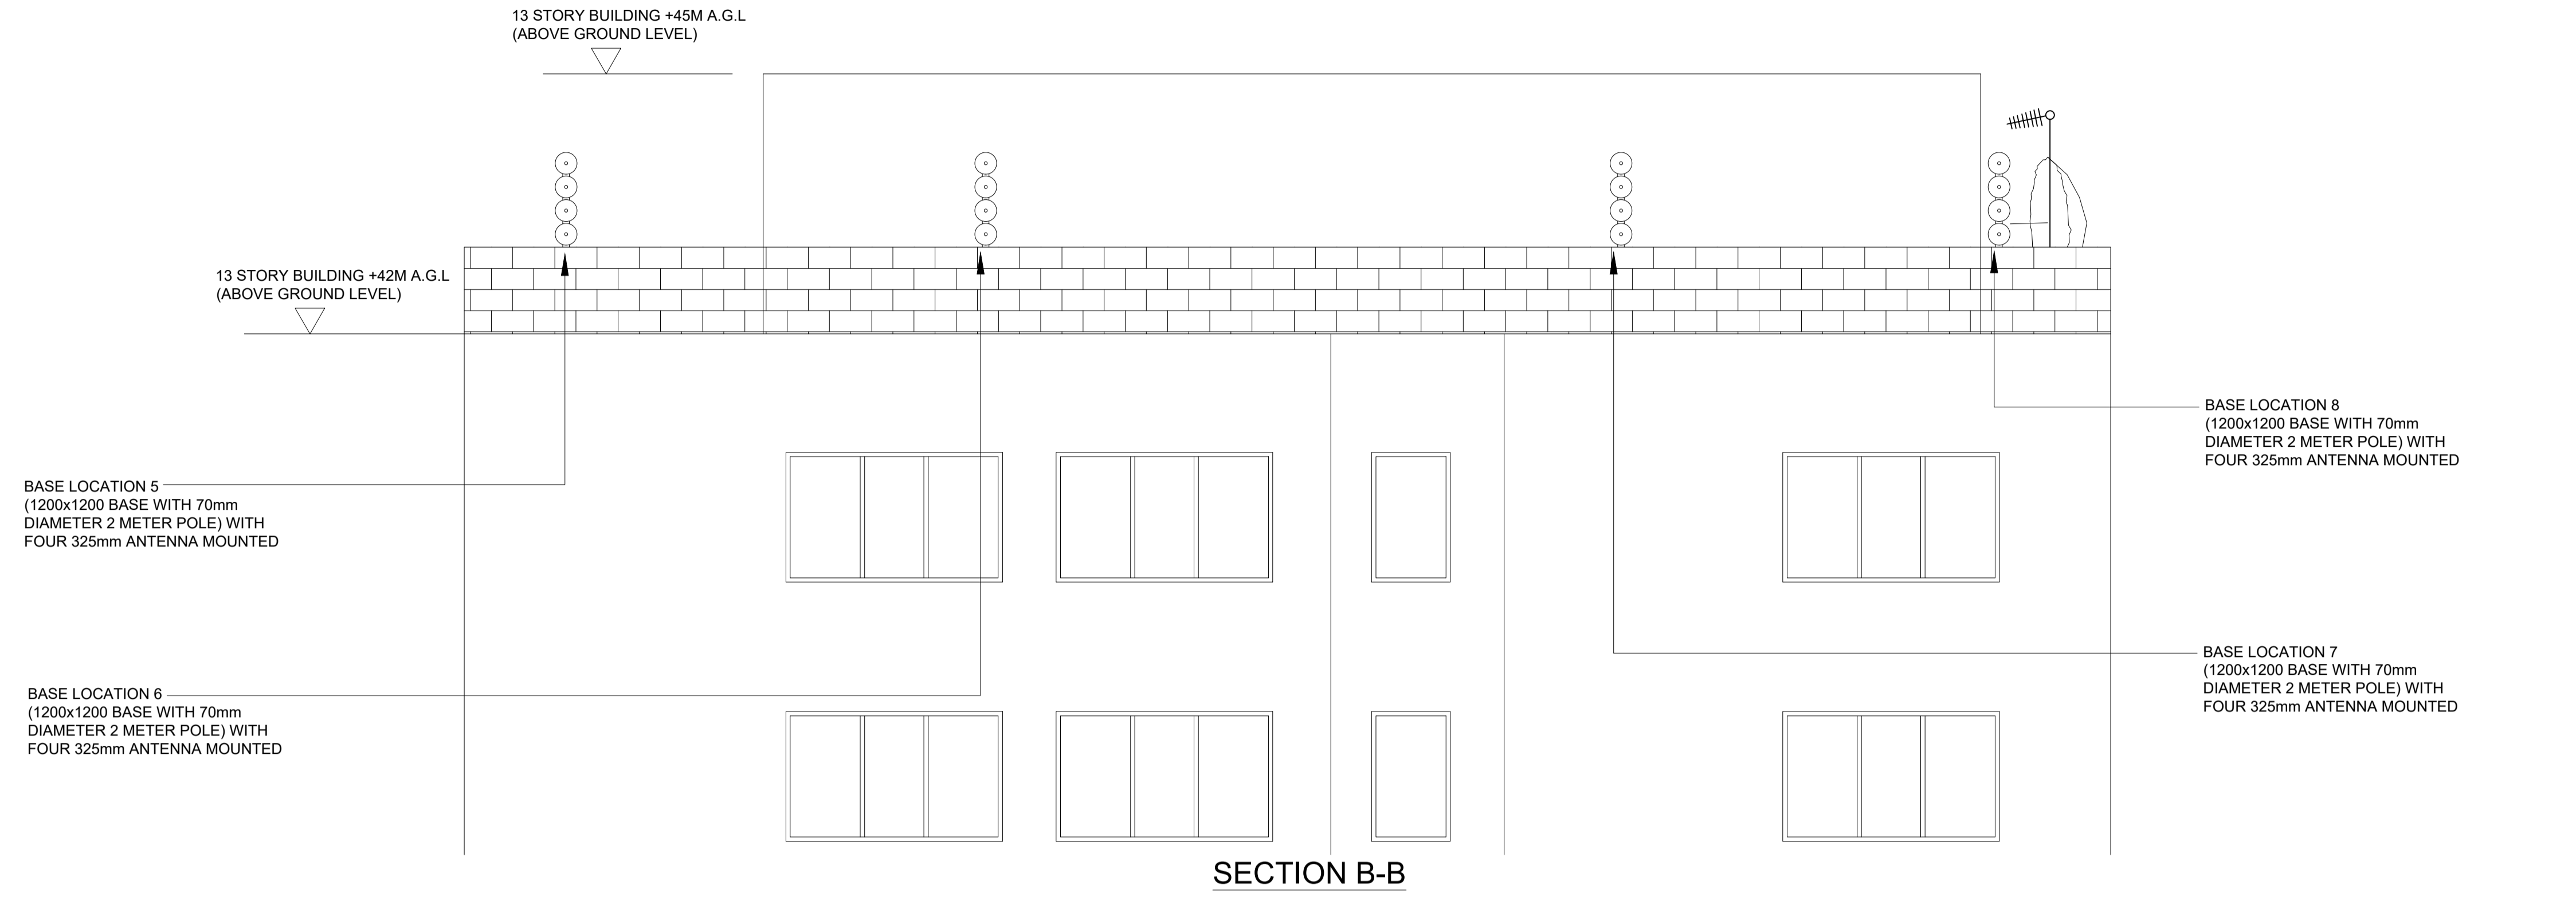 13 STORY BUILDING +45M A.G.L
(ABOVE GROUND LEVEL)
13 STORY BUILDING +42M A.G.L
(ABOVE GROUND LEVEL)
BASE LOCATION 8
(1200x1200 BASE WITH 70mm
DIAMETER 2 METER POLE) WITH
FOUR 325mm ANTENNA MOUNTED
BASE LOCATION 5
(1200x1200 BASE WITH 70mm
DIAMETER 2 METER POLE) WITH
FOUR 325mm ANTENNA MOUNTED
BASE LOCATION 7
(1200x1200 BASE WITH 70mm
DIAMETER 2 METER POLE) WITH
FOUR 325mm ANTENNA MOUNTED
BASE LOCATION 6
(1200x1200 BASE WITH 70mm
DIAMETER 2 METER POLE) WITH
FOUR 325mm ANTENNA MOUNTED
SECTION B-B